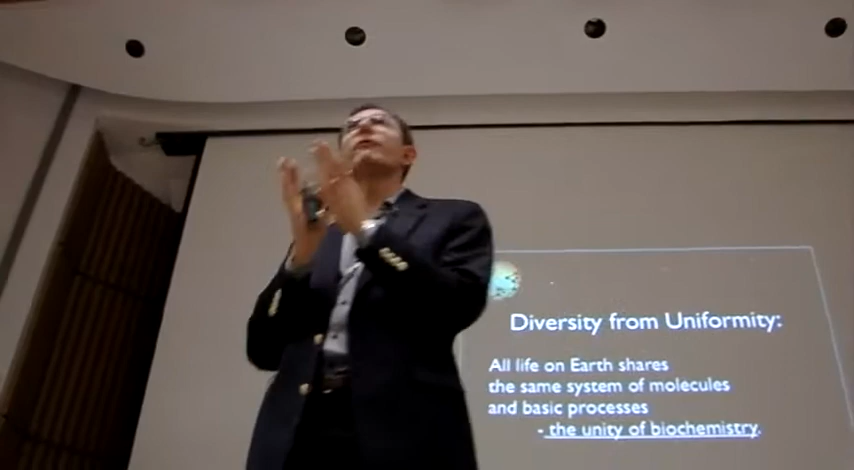 Diversity from Uniformity:
All life on Earth shares
the same system of molecules
and basic processes
- the unity of biochemistry.